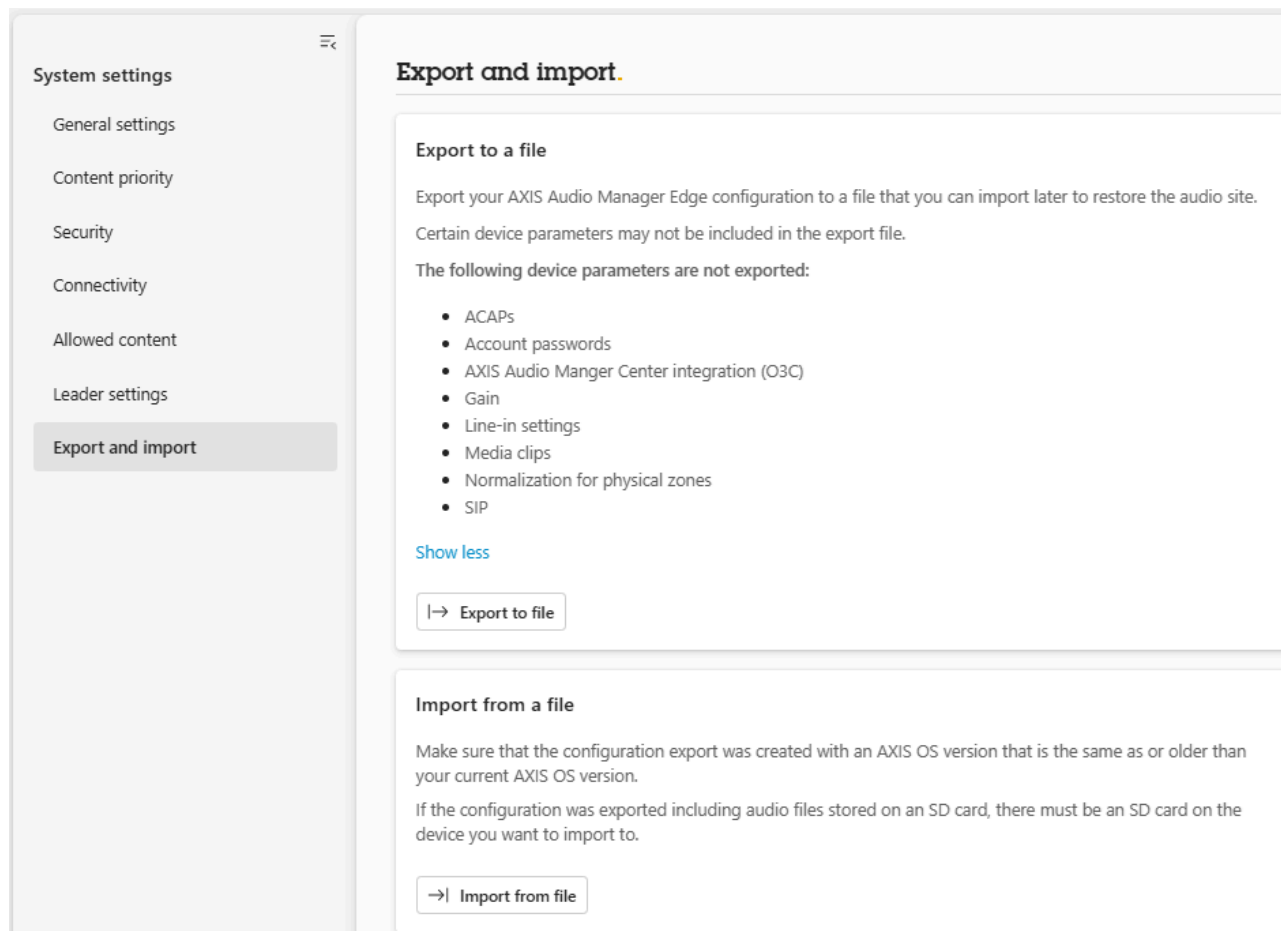 System settings
General settings
Content priority
Security
Connectivity
Allowed content
Leader settings
Export and import
Export and import.
Export to a file
Export your AXIS Audio Manager Edge configuration to a file that you can import later to restore the audio site.
Certain device parameters may not be included in the export file.
The following device parameters are not exported:
• ACAPs
• Account passwords
• AXIS Audio Manger Center integration (O3C)
• Gain
• Line-in settings
• Media clips
• Normalization for physical zones
• SIP
Show less
Export to file
Import from a file
Make sure that the configuration export was created with an AXIS OS version that is the same as or older than
your current AXIS OS version.
If the configuration was exported including audio files stored on an SD card, there must be an SD card on the
device you want to import to.
Import from file